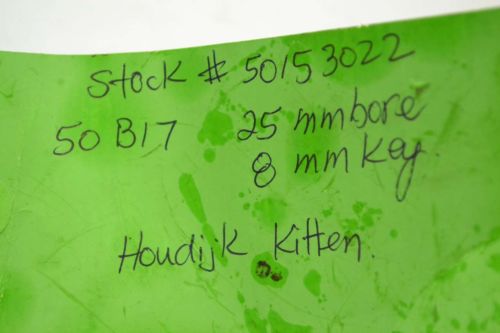 Stock # 50153022
50 B17 25 mm bore
8 mm Key.
Houdijk Kitten.